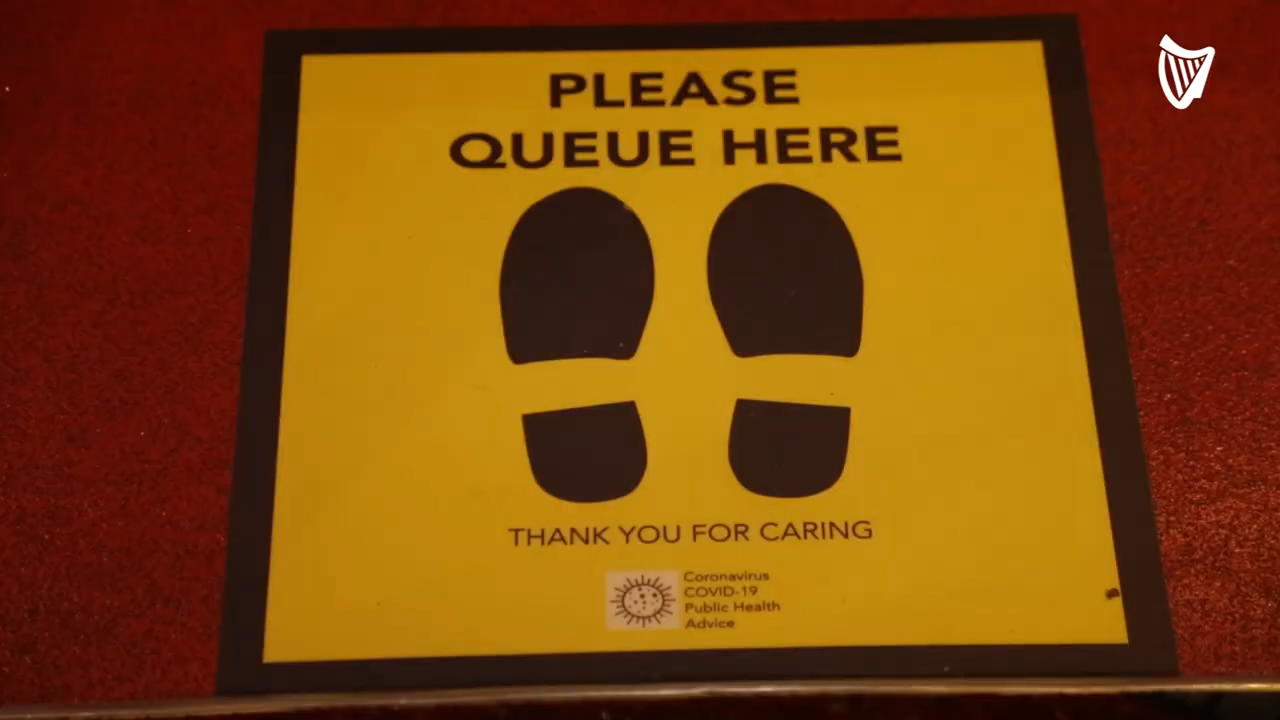 PLEASE
QUEUE HERE
THANK YOU FOR CARING
Coronavirus
COVID-19
Public Health
Advice